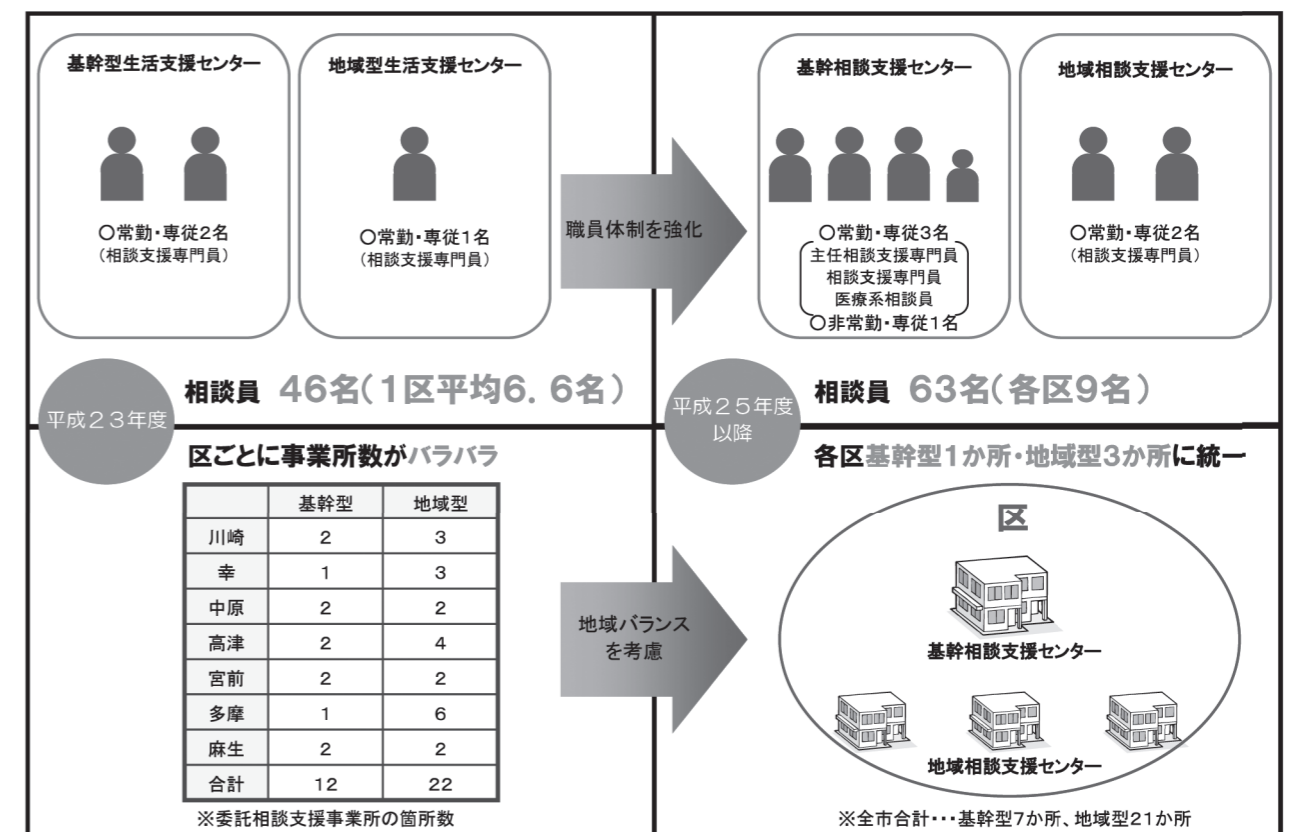 基幹型生活支援センター
地域型生活支援センター
○常勤・専従2名
(相談支援専門員)
○常勤・専従1名
(相談支援専門員)
職員体制を強化
基幹相談支援センター
地域相談支援センター
○常勤・専従3名
主任相談支援専門員
相談支援専門員
医療系相談員
○非常勤・専従1名
○常勤・専従2名
(相談支援専門員)
平成23年度
相談員 46名(1区平均6.6名)
平成25年度
以降
相談員 63名(各区9名)
区ごとに事業所数がバラバラ
基幹型 地域型
川崎 2 3
幸 1 3
中原 2 2
高津 2 4
宮前 2 2
多摩 1 6
麻生 2 2
合計 12 22
※委託相談支援事業所の箇所数
地域バランス
を考慮
各区基幹型1か所・地域型3か所に統一
区
基幹相談支援センター
地域相談支援センター
※全市合計・・・基幹型7か所、地域型21か所